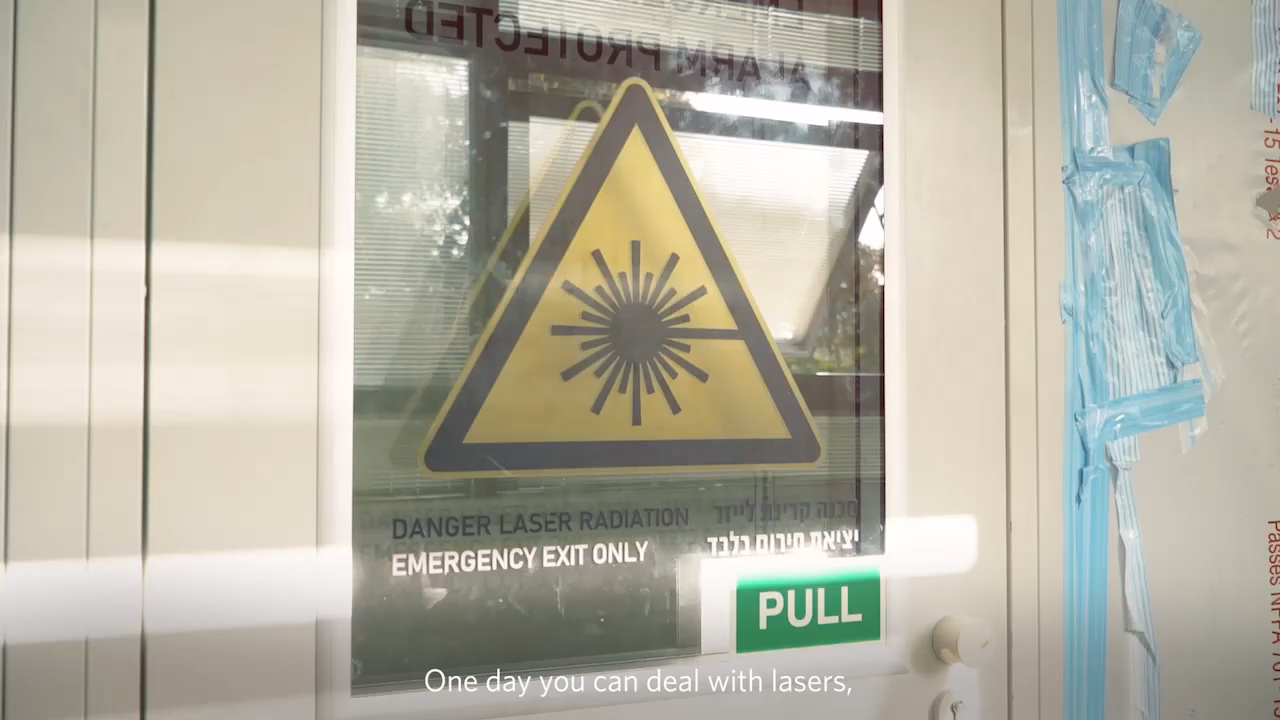 ALARM PROTECTED
DANGER LASER RADIATION
סכנה קרינת לייזר
EMERGENCY EXIT ONLY
יציאת חירום בלבד
PULL
One day you can deal with lasers,